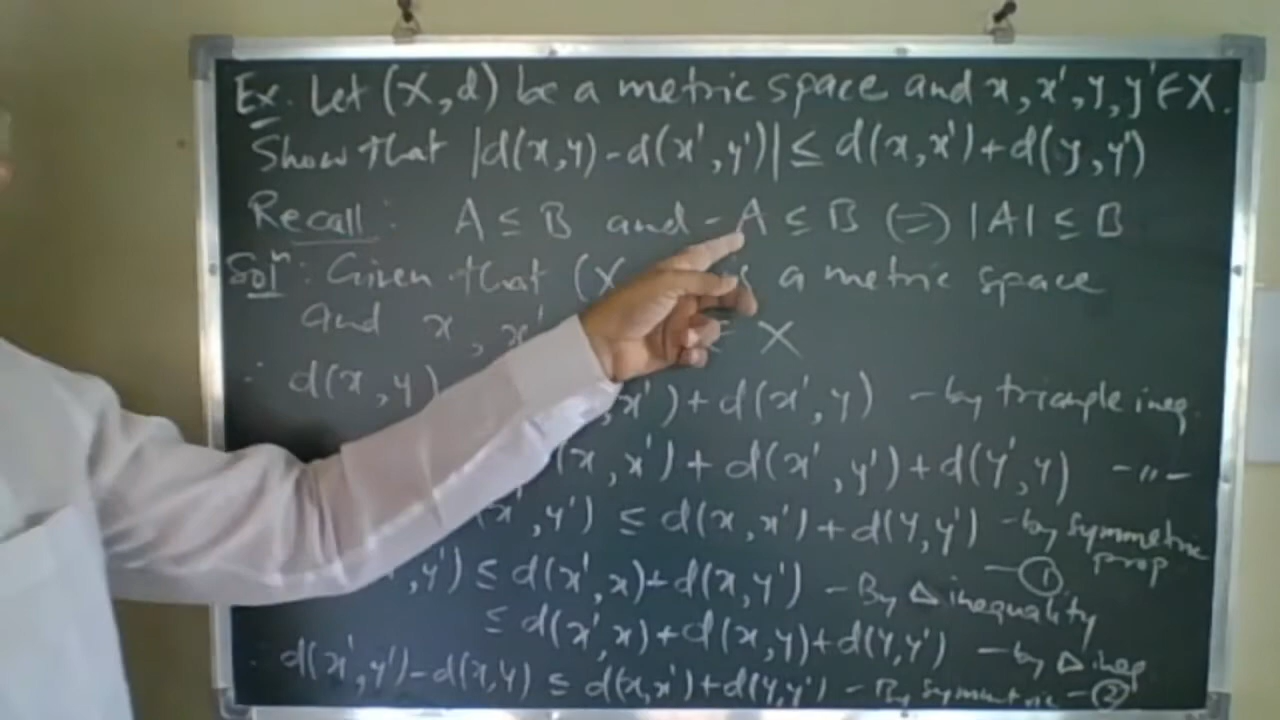 Ex. Let (X, d) be a metric space and x, x', y, y' ∈ X.
Show that |d(x,y) - d(x',y')| ≤ d(x,x') + d(y,y')
Recall : A ≤ B and -A ≤ B (=) |A| ≤ B
Solⁿ : Given that (X a metric space
and x, x' X
∴ d(x,y) ,x') + d(x',y) - by triangle ineq.
(x,x') + d(x',y') + d(y',y) -〃-
(x',y') ≤ d(x,x') + d(y,y') - by symmetric prop
— ①
',y') ≤ d(x',x) + d(x,y') - By Δ inequality
≤ d(x',x) + d(x,y) + d(y,y') - by Δ ineq
∴ d(x',y') - d(x,y) ≤ d(x,x') + d(y,y') - By Symmetric - ②